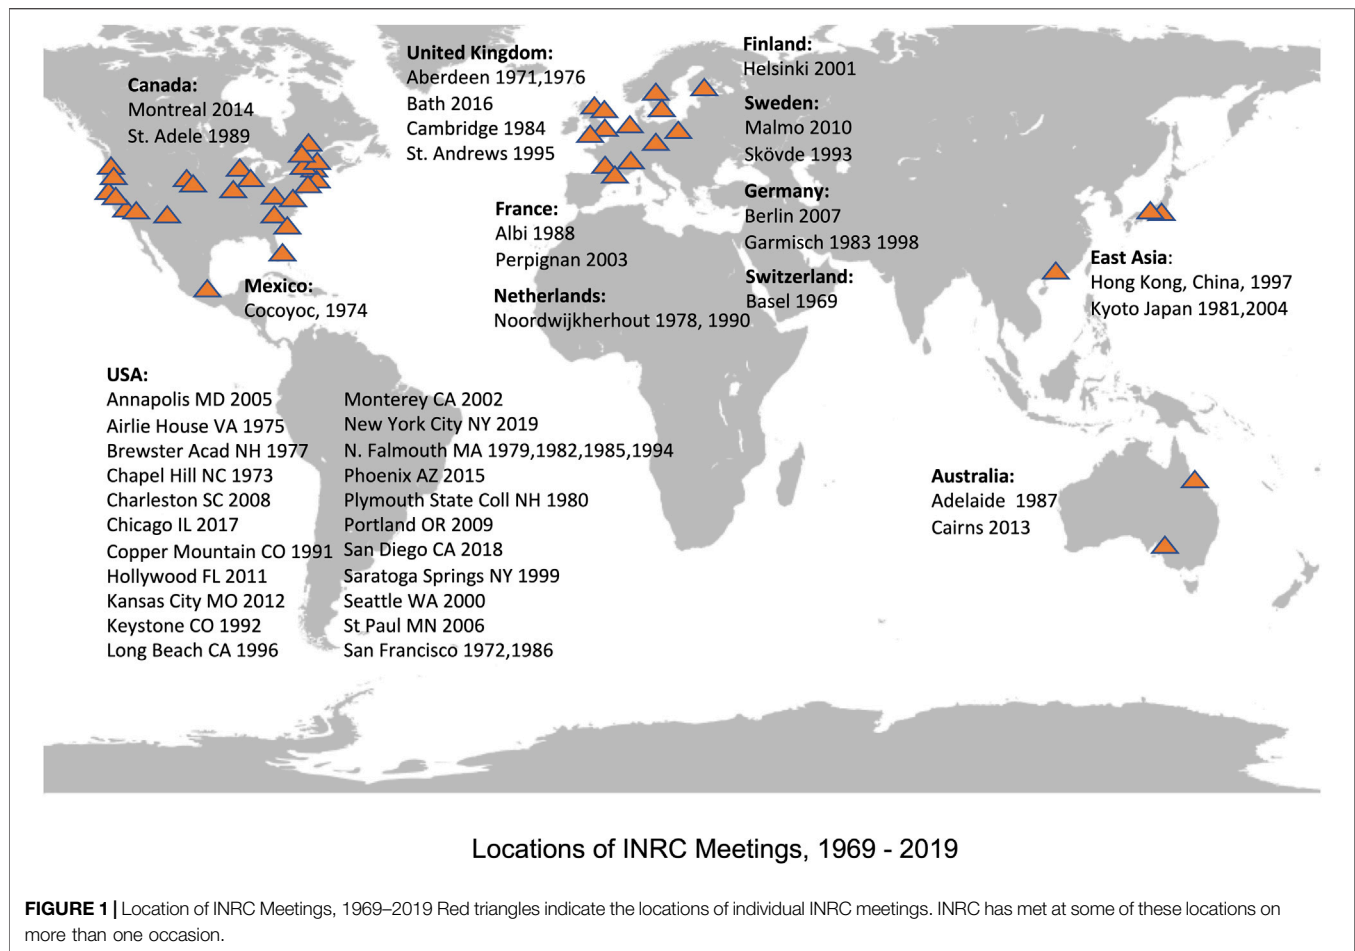 Canada:
Montreal 2014
St. Adele 1989
United Kingdom:
Aberdeen 1971,1976
Bath 2016
Cambridge 1984
St. Andrews 1995
Finland:
Helsinki 2001
Sweden:
Malmo 2010
Skövde 1993
Germany:
Berlin 2007
Garmisch 1983 1998
Switzerland:
Basel 1969
France:
Albi 1988
Perpignan 2003
Netherlands:
Noordwijkherhout 1978, 1990
East Asia:
Hong Kong, China, 1997
Kyoto Japan 1981,2004
Mexico:
Cocoyoc, 1974
USA:
Annapolis MD 2005
Airlie House VA 1975
Brewster Acad NH 1977
Chapel Hill NC 1973
Charleston SC 2008
Chicago IL 2017
Copper Mountain CO 1991
Hollywood FL 2011
Kansas City MO 2012
Keystone CO 1992
Long Beach CA 1996
Monterey CA 2002
New York City NY 2019
N. Falmouth MA 1979,1982,1985,1994
Phoenix AZ 2015
Plymouth State Coll NH 1980
Portland OR 2009
San Diego CA 2018
Saratoga Springs NY 1999
Seattle WA 2000
St Paul MN 2006
San Francisco 1972,1986
Australia:
Adelaide 1987
Cairns 2013
Locations of INRC Meetings, 1969 - 2019
FIGURE 1 | Location of INRC Meetings, 1969–2019 Red triangles indicate the locations of individual INRC meetings. INRC has met at some of these locations on
more than one occasion.